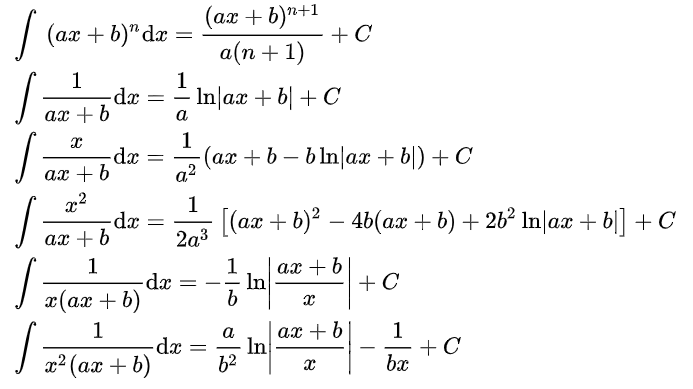 ∫ (ax + b)ⁿ dx = (ax + b)ⁿ⁺¹ / a(n + 1) + C
∫ 1 / (ax + b) dx = 1/a ln|ax + b| + C
∫ x / (ax + b) dx = 1/a² (ax + b − b ln|ax + b|) + C
∫ x² / (ax + b) dx = 1/2a³ [(ax + b)² − 4b(ax + b) + 2b² ln|ax + b|] + C
∫ 1 / x(ax + b) dx = − 1/b ln|(ax + b) / x| + C
∫ 1 / x²(ax + b) dx = a/b² ln|(ax + b) / x| − 1/bx + C